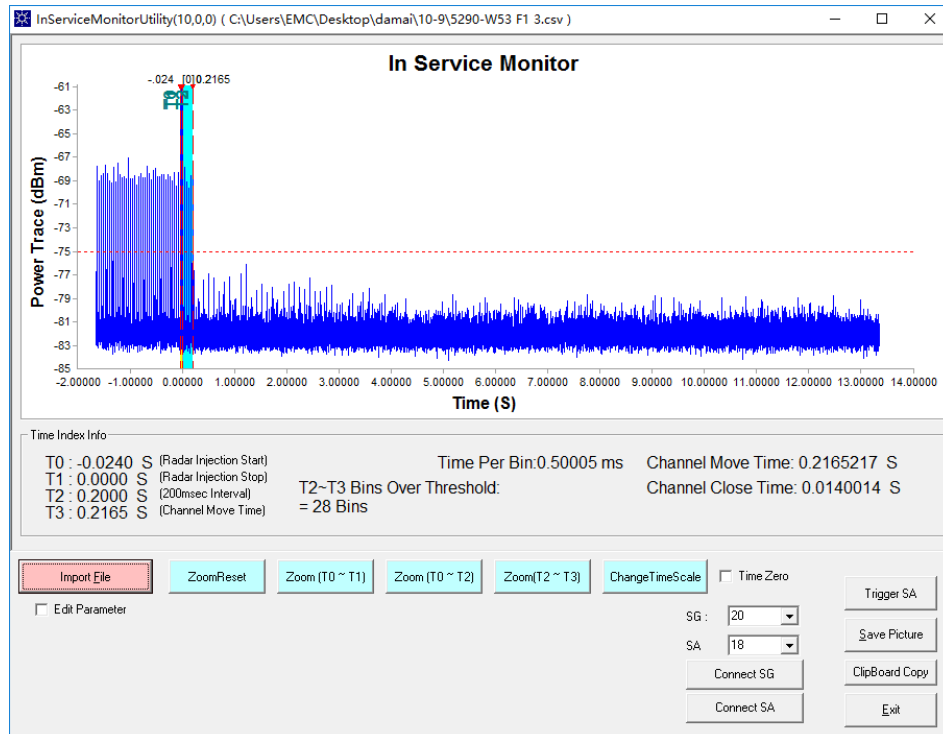 InServiceMonitorUtility(10,0,0) ( C:\Users\EMC\Desktop\damai\10-9\5290-W53 F1 3.csv )
In Service Monitor
-.024 [0]0.2165
-61
-63
-65
-67
-69
-71
-73
-75
-77
-79
-81
-83
-85
Power Trace (dBm)
-2.00000 -1.00000 0.00000 1.00000 2.00000 3.00000 4.00000 5.00000 6.00000 7.00000 8.00000 9.00000 10.00000 11.00000 12.00000 13.00000 14.00000
Time (S)
Time Index Info
T0 : -0.0240 S (Radar Injection Start)
T1 : 0.0000 S (Radar Injection Stop)
T2 : 0.2000 S (200msec Interval)
T3 : 0.2165 S (Channel Move Time)
Time Per Bin:0.50005 ms
T2~T3 Bins Over Threshold:
= 28 Bins
Channel Move Time: 0.2165217 S
Channel Close Time: 0.0140014 S
Import File
ZoomReset
Zoom (T0 ~ T1)
Zoom (T0 ~ T2)
Zoom(T2 ~ T3)
ChangeTimeScale
Time Zero
Trigger SA
Edit Parameter
SG : 20
SA 18
Save Picture
Connect SG
ClipBoard Copy
Connect SA
Exit